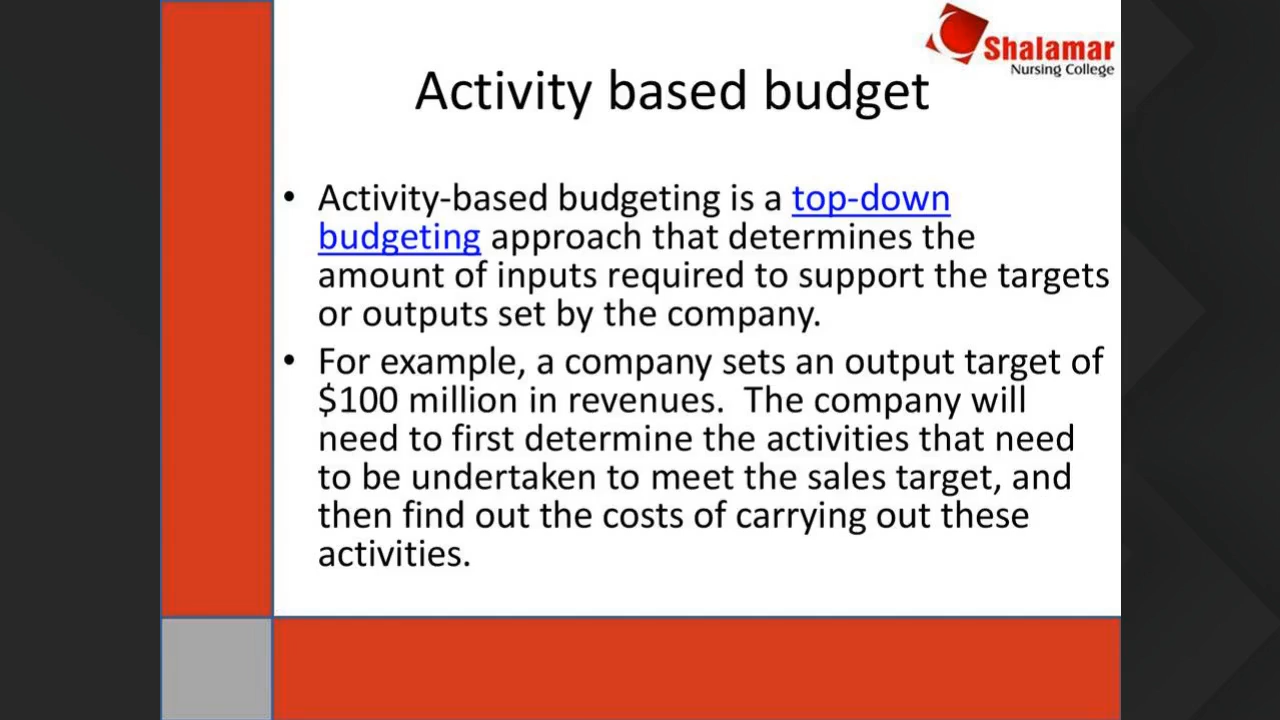 Shalamar
Nursing College
Activity based budget
• Activity-based budgeting is a top-down
budgeting approach that determines the
amount of inputs required to support the targets
or outputs set by the company.
• For example, a company sets an output target of
$100 million in revenues.  The company will
need to first determine the activities that need
to be undertaken to meet the sales target, and
then find out the costs of carrying out these
activities.